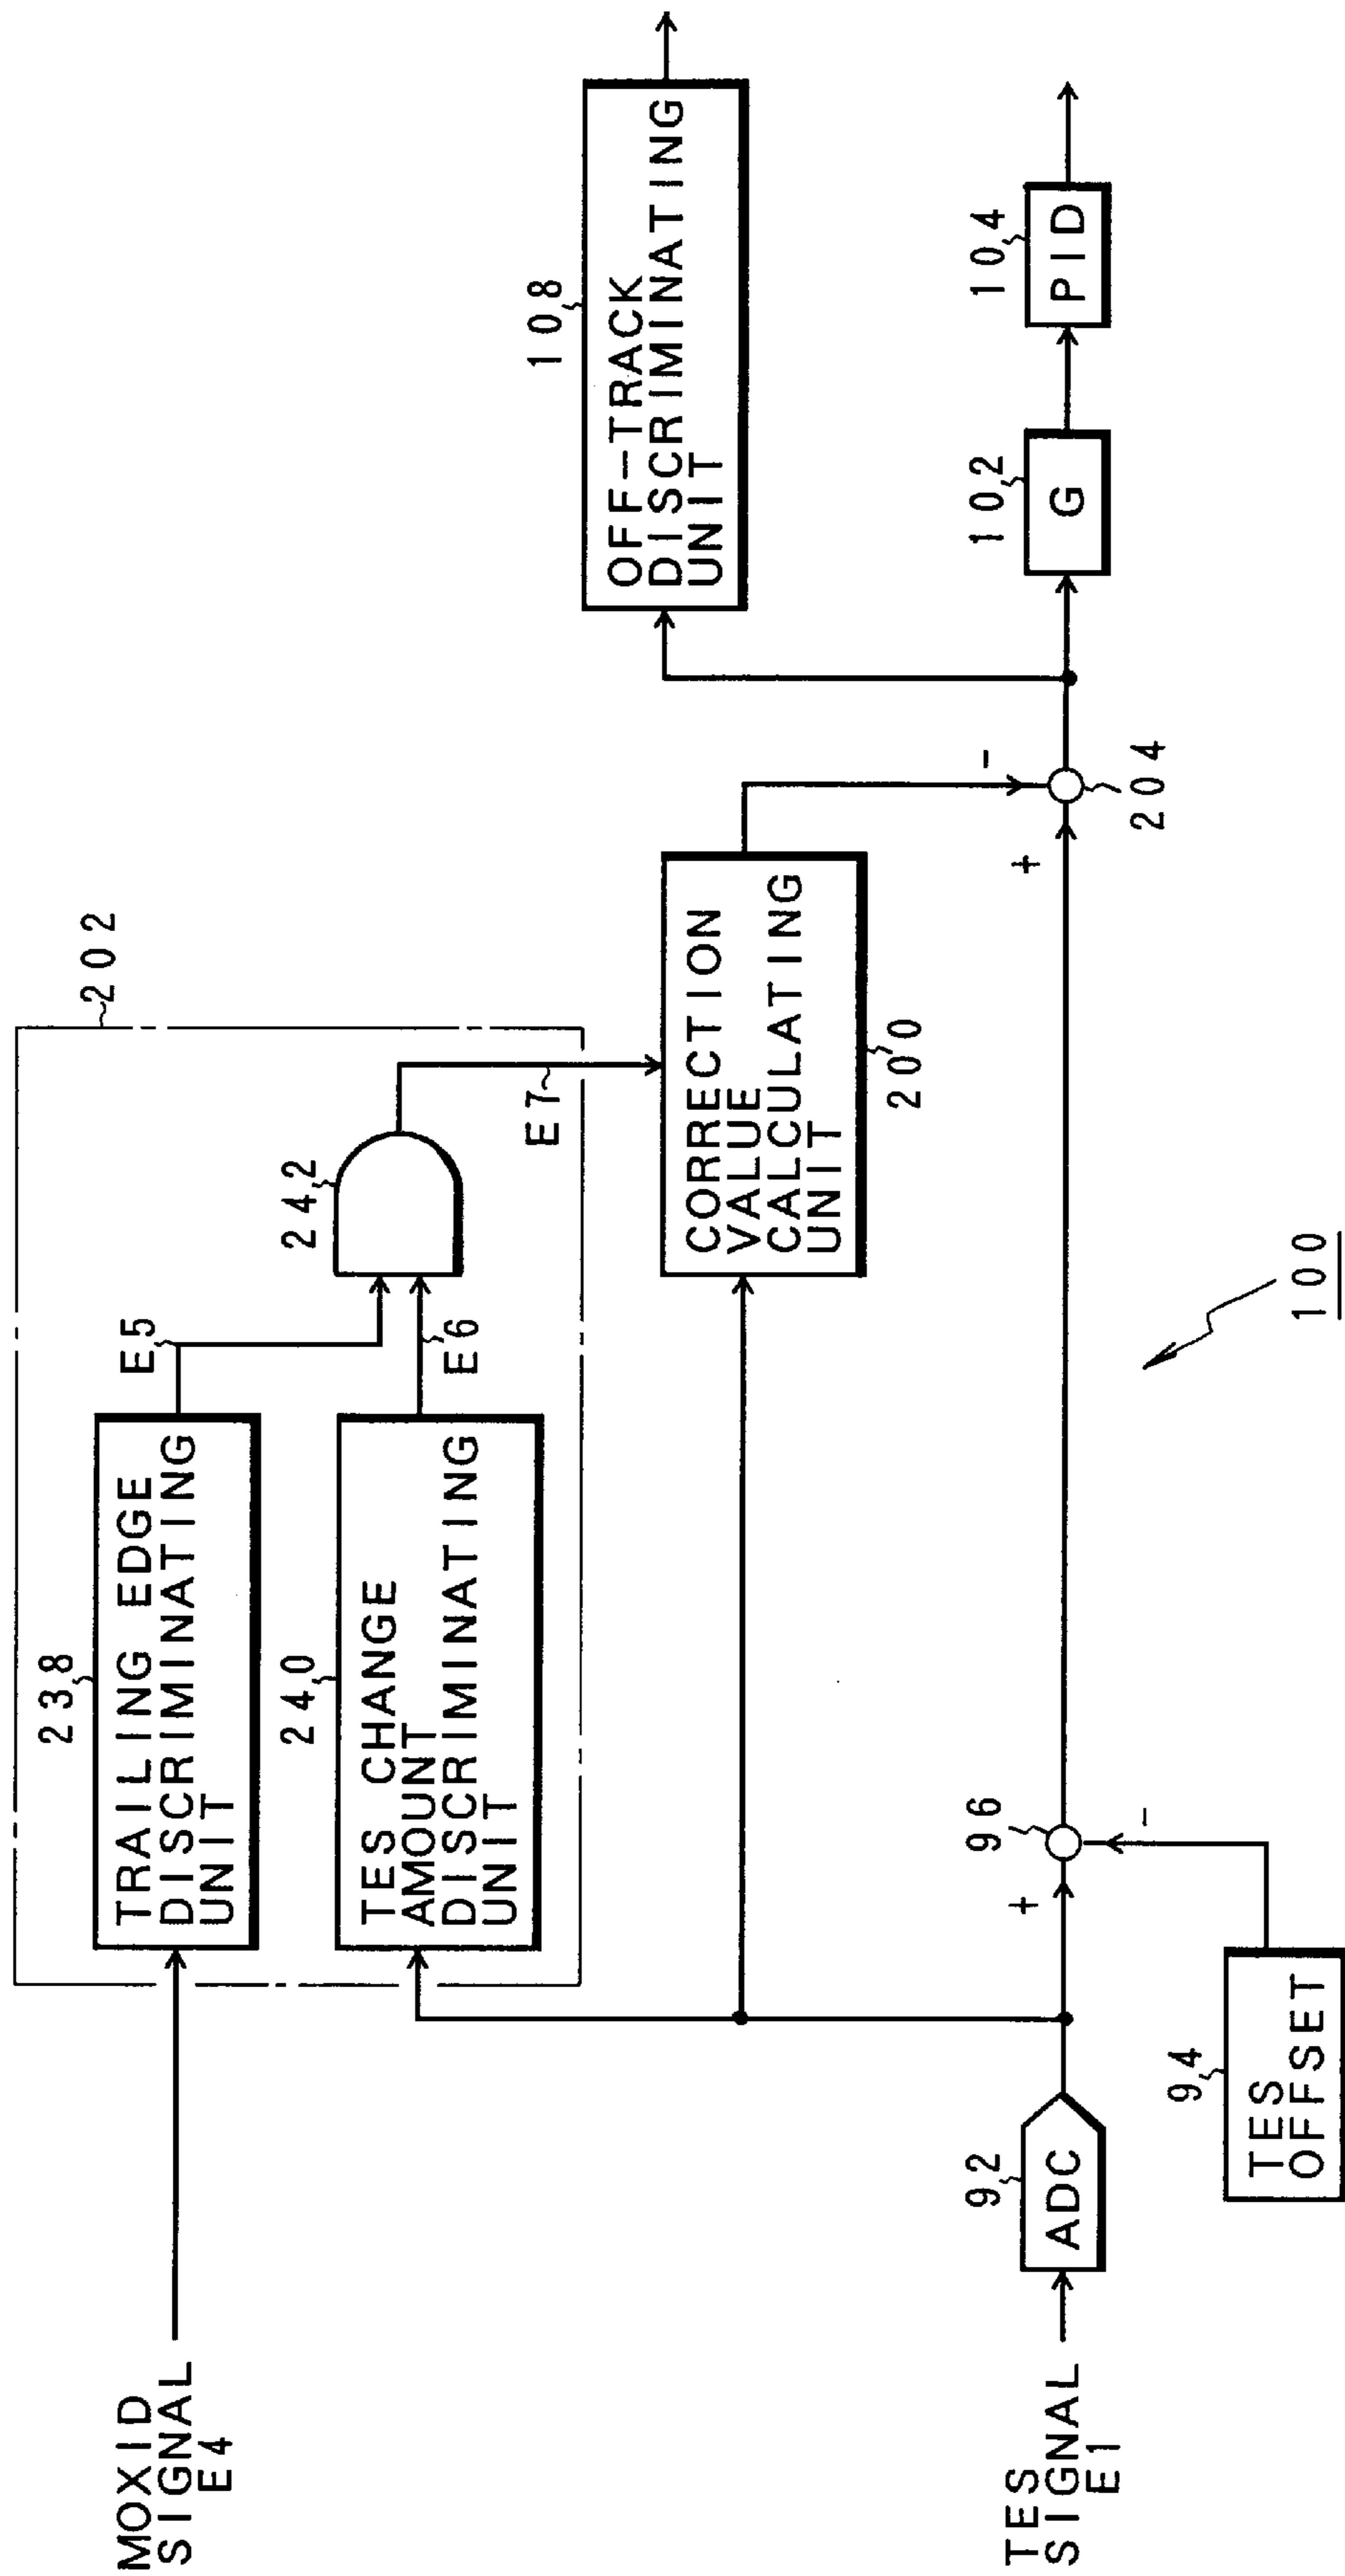 MOXID
SIGNAL
E4
238
TRAILING EDGE
DISCRIMINATING
UNIT
E5
202
240
TES CHANGE
AMOUNT
DISCRIMINATING
UNIT
E6
242
E7
CORRECTION
VALUE
CALCULATING
UNIT
200
108
OFF-TRACK
DISCRIMINATING
UNIT
TES
SIGNAL
E1
92
ADC
+
96
-
94
TES
OFFSET
+
-
204
102
G
104
PID
100